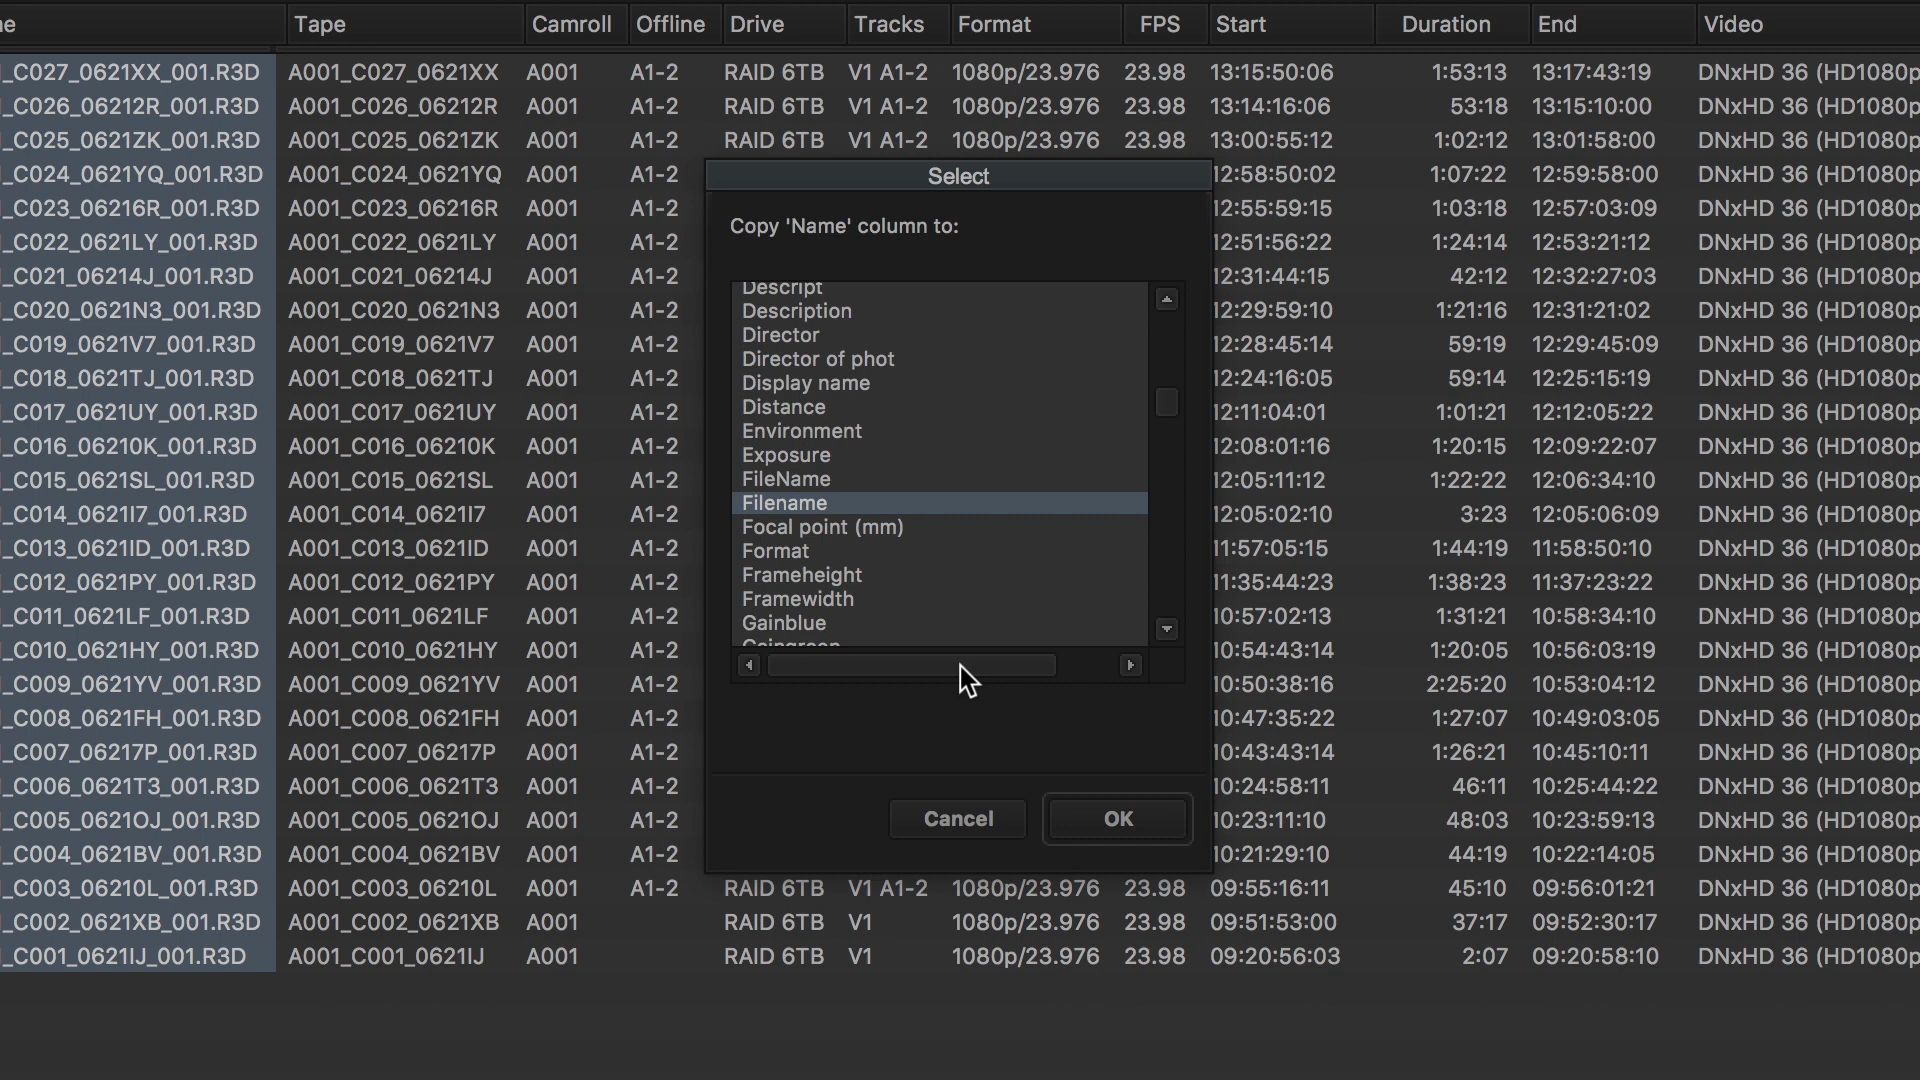 e Tape Camroll Offline Drive Tracks Format FPS Start Duration End Video
_C027_0621XX_001.R3D A001_C027_0621XX A001 A1-2 RAID 6TB V1 A1-2 1080p/23.976 23.98 13:15:50:06 1:53:13 13:17:43:19 DNxHD 36 (HD1080p
_C026_06212R_001.R3D A001_C026_06212R A001 A1-2 RAID 6TB V1 A1-2 1080p/23.976 23.98 13:14:16:06 53:18 13:15:10:00 DNxHD 36 (HD1080p
_C025_0621ZK_001.R3D A001_C025_0621ZK A001 A1-2 RAID 6TB V1 A1-2 1080p/23.976 23.98 13:00:55:12 1:02:12 13:01:58:00 DNxHD 36 (HD1080p
_C024_0621YQ_001.R3D A001_C024_0621YQ A001 A1-2 12:58:50:02 1:07:22 12:59:58:00 DNxHD 36 (HD1080p
_C023_06216R_001.R3D A001_C023_06216R A001 A1-2 12:55:59:15 1:03:18 12:57:03:09 DNxHD 36 (HD1080p
_C022_0621LY_001.R3D A001_C022_0621LY A001 A1-2 12:51:56:22 1:24:14 12:53:21:12 DNxHD 36 (HD1080p
_C021_06214J_001.R3D A001_C021_06214J A001 A1-2 12:31:44:15 42:12 12:32:27:03 DNxHD 36 (HD1080p
_C020_0621N3_001.R3D A001_C020_0621N3 A001 A1-2 12:29:59:10 1:21:16 12:31:21:02 DNxHD 36 (HD1080p
_C019_0621V7_001.R3D A001_C019_0621V7 A001 A1-2 12:28:45:14 59:19 12:29:45:09 DNxHD 36 (HD1080p
_C018_0621TJ_001.R3D A001_C018_0621TJ A001 A1-2 12:24:16:05 59:14 12:25:15:19 DNxHD 36 (HD1080p
_C017_0621UY_001.R3D A001_C017_0621UY A001 A1-2 12:11:04:01 1:01:21 12:12:05:22 DNxHD 36 (HD1080p
_C016_06210K_001.R3D A001_C016_06210K A001 A1-2 12:08:01:16 1:20:15 12:09:22:07 DNxHD 36 (HD1080p
_C015_0621SL_001.R3D A001_C015_0621SL A001 A1-2 12:05:11:12 1:22:22 12:06:34:10 DNxHD 36 (HD1080p
_C014_0621I7_001.R3D A001_C014_0621I7 A001 A1-2 12:05:02:10 3:23 12:05:06:09 DNxHD 36 (HD1080p
_C013_0621ID_001.R3D A001_C013_0621ID A001 A1-2 11:57:05:15 1:44:19 11:58:50:10 DNxHD 36 (HD1080p
_C012_0621PY_001.R3D A001_C012_0621PY A001 A1-2 11:35:44:23 1:38:23 11:37:23:22 DNxHD 36 (HD1080p
_C011_0621LF_001.R3D A001_C011_0621LF A001 A1-2 10:57:02:13 1:31:21 10:58:34:10 DNxHD 36 (HD1080p
_C010_0621HY_001.R3D A001_C010_0621HY A001 A1-2 10:54:43:14 1:20:05 10:56:03:19 DNxHD 36 (HD1080p
_C009_0621YV_001.R3D A001_C009_0621YV A001 A1-2 10:50:38:16 2:25:20 10:53:04:12 DNxHD 36 (HD1080p
_C008_0621FH_001.R3D A001_C008_0621FH A001 A1-2 10:47:35:22 1:27:07 10:49:03:05 DNxHD 36 (HD1080p
_C007_06217P_001.R3D A001_C007_06217P A001 A1-2 10:43:43:14 1:26:21 10:45:10:11 DNxHD 36 (HD1080p
_C006_0621T3_001.R3D A001_C006_0621T3 A001 A1-2 10:24:58:11 46:11 10:25:44:22 DNxHD 36 (HD1080p
_C005_0621OJ_001.R3D A001_C005_0621OJ A001 A1-2 10:23:11:10 48:03 10:23:59:13 DNxHD 36 (HD1080p
_C004_0621BV_001.R3D A001_C004_0621BV A001 A1-2 10:21:29:10 44:19 10:22:14:05 DNxHD 36 (HD1080p
_C003_06210L_001.R3D A001_C003_06210L A001 A1-2 RAID 6TB V1 A1-2 1080p/23.976 23.98 09:55:16:11 45:10 09:56:01:21 DNxHD 36 (HD1080p
_C002_0621XB_001.R3D A001_C002_0621XB A001 RAID 6TB V1 1080p/23.976 23.98 09:51:53:00 37:17 09:52:30:17 DNxHD 36 (HD1080p
_C001_0621IJ_001.R3D A001_C001_0621IJ A001 RAID 6TB V1 1080p/23.976 23.98 09:20:56:03 2:07 09:20:58:10 DNxHD 36 (HD1080p
Select
Copy 'Name' column to:
Descript
Description
Director
Director of phot
Display name
Distance
Environment
Exposure
FileName
Filename
Focal point (mm)
Format
Frameheight
Framewidth
Gainblue
Gaingreen
Cancel OK